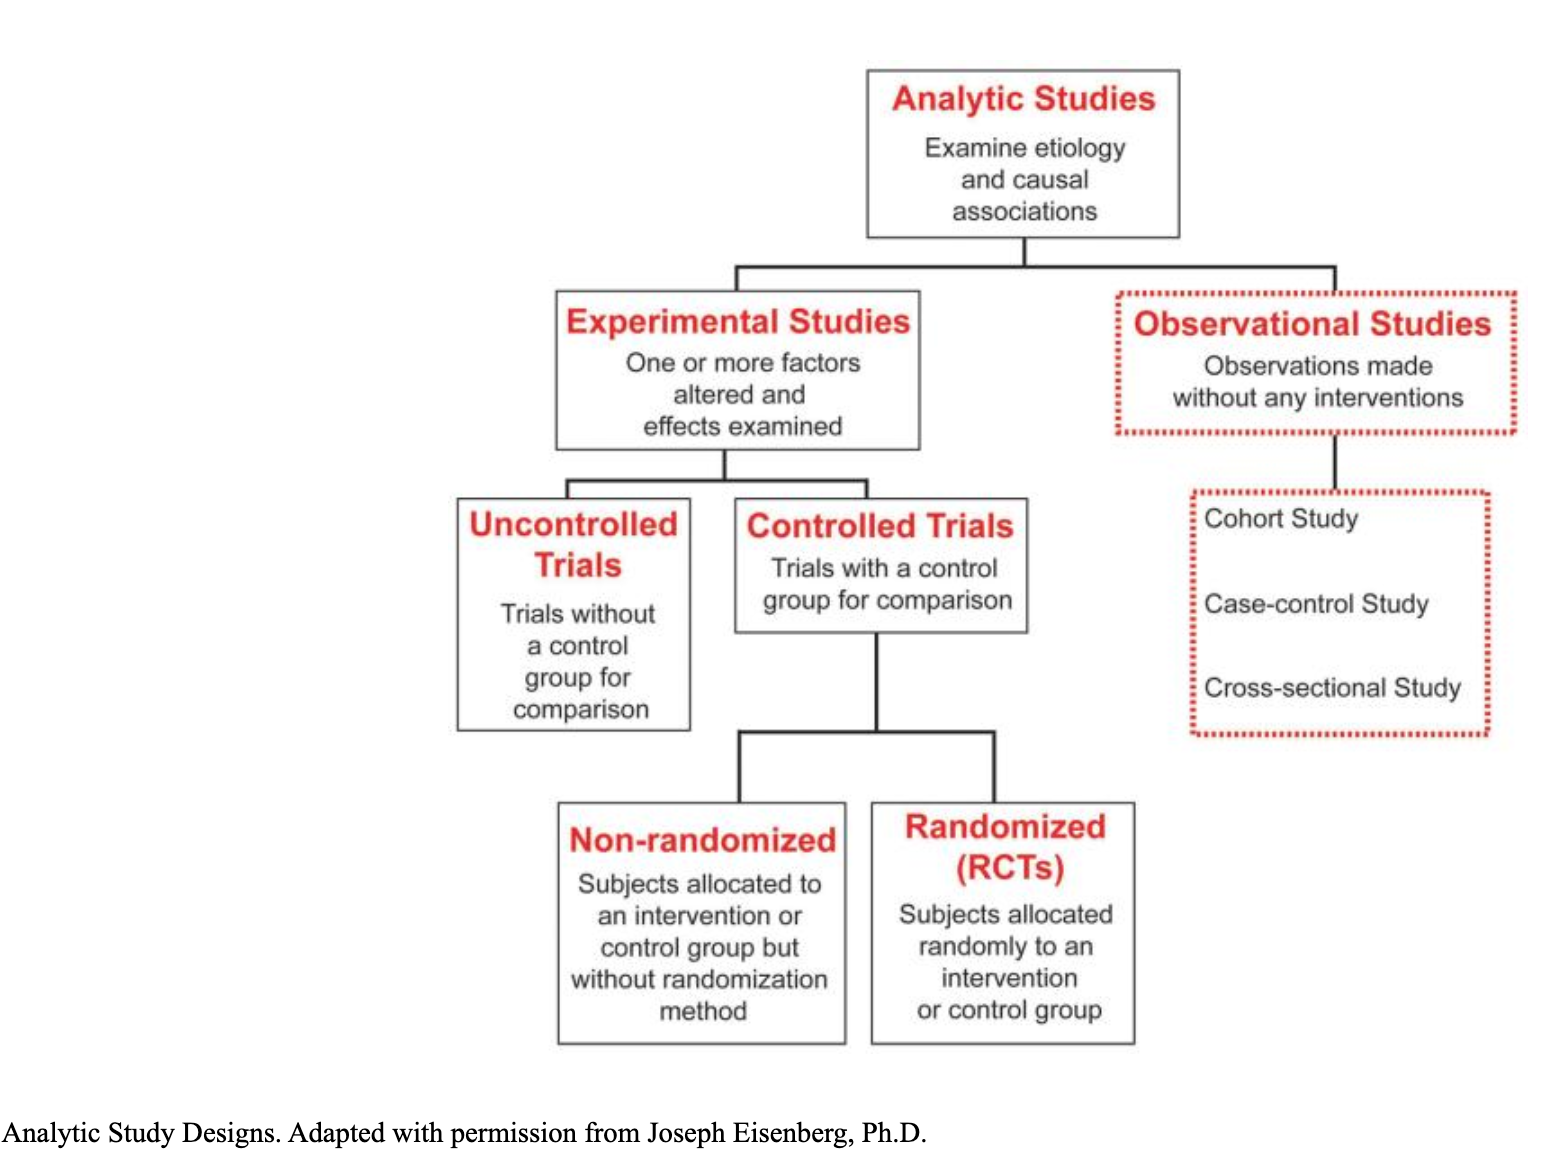 Analytic Studies
Examine etiology
and causal
associations
Experimental Studies
One or more factors
altered and
effects examined
Observational Studies
Observations made
without any interventions
Uncontrolled
Trials
Trials without
a control
group for
comparison
Controlled Trials
Trials with a control
group for comparison
Cohort Study
Case-control Study
Cross-sectional Study
Non-randomized
Subjects allocated to
an intervention or
control group but
without randomization
method
Randomized
(RCTs)
Subjects allocated
randomly to an
intervention
or control group
Analytic Study Designs. Adapted with permission from Joseph Eisenberg, Ph.D.